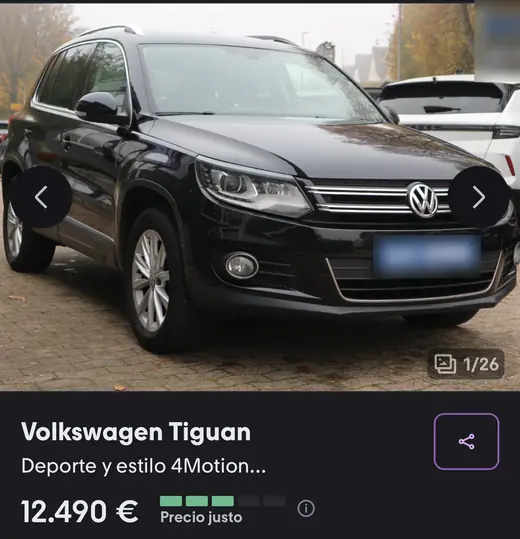 1/26
Volkswagen Tiguan
Deporte y estilo 4Motion...
12.490 €
Precio justo